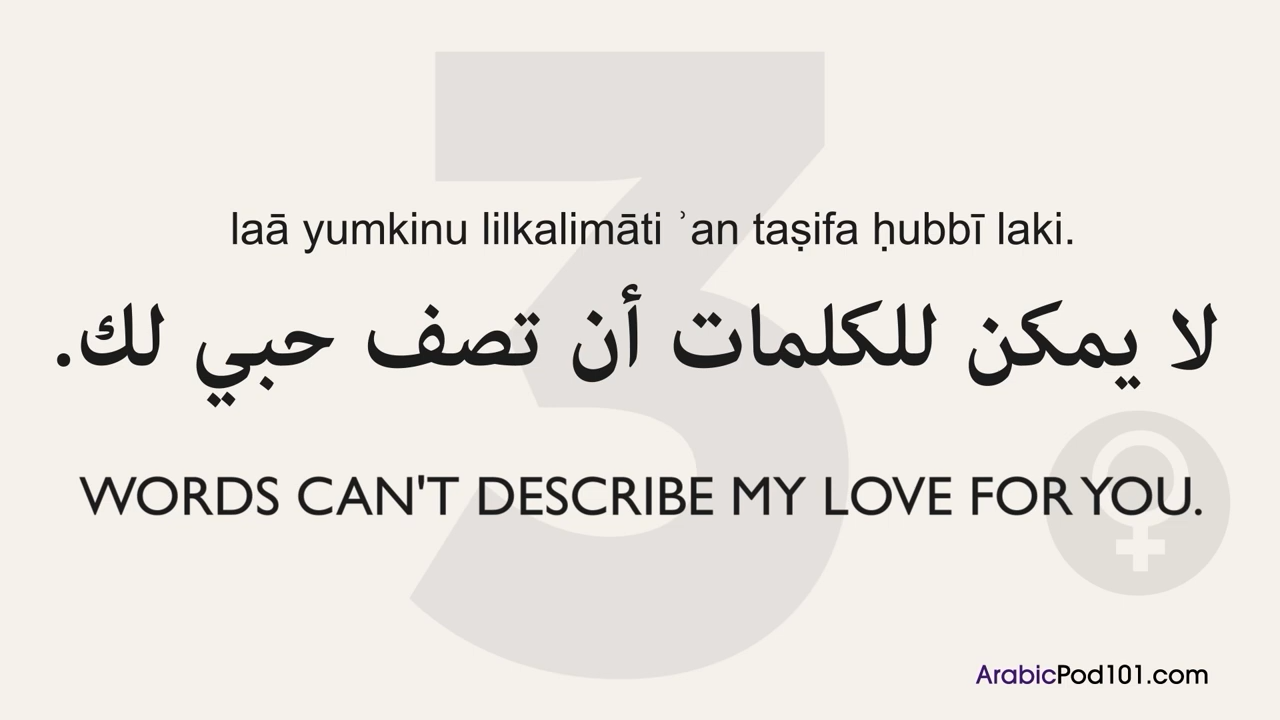 3
laā yumkinu lilkalimāti ʾan taṣifa ḥubbī laki.
لا يمكن للكلمات أن تصف حبي لك.
WORDS CAN'T DESCRIBE MY LOVE FOR YOU.
ArabicPod101.com